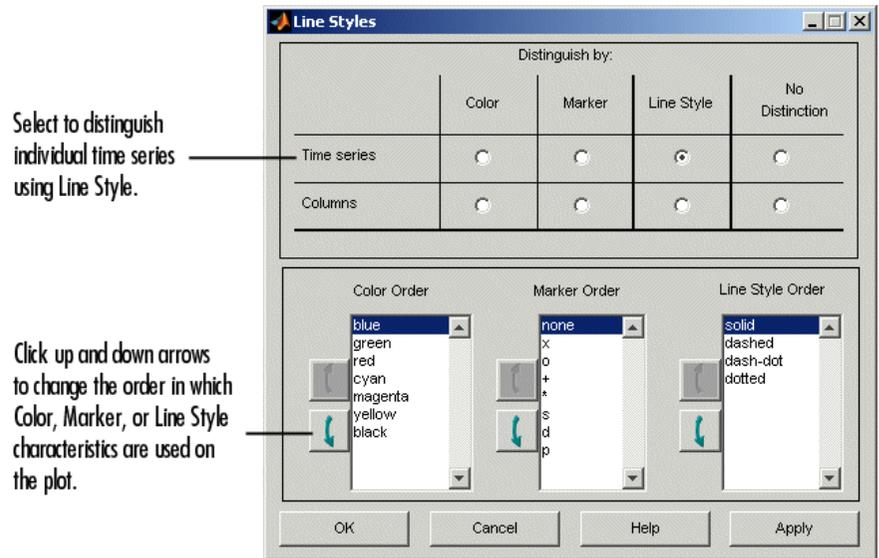 Line Styles
Distinguish by:
Color Marker Line Style No Distinction
Select to distinguish
individual time series
using Line Style.
Time series
Columns
Color Order Marker Order Line Style Order
blue
green
red
cyan
magenta
yellow
black
none
x
o
+
*
s
d
p
solid
dashed
dash-dot
dotted
Click up and down arrows
to change the order in which
Color, Marker, or Line Style
characteristics are used on
the plot.
OK Cancel Help Apply